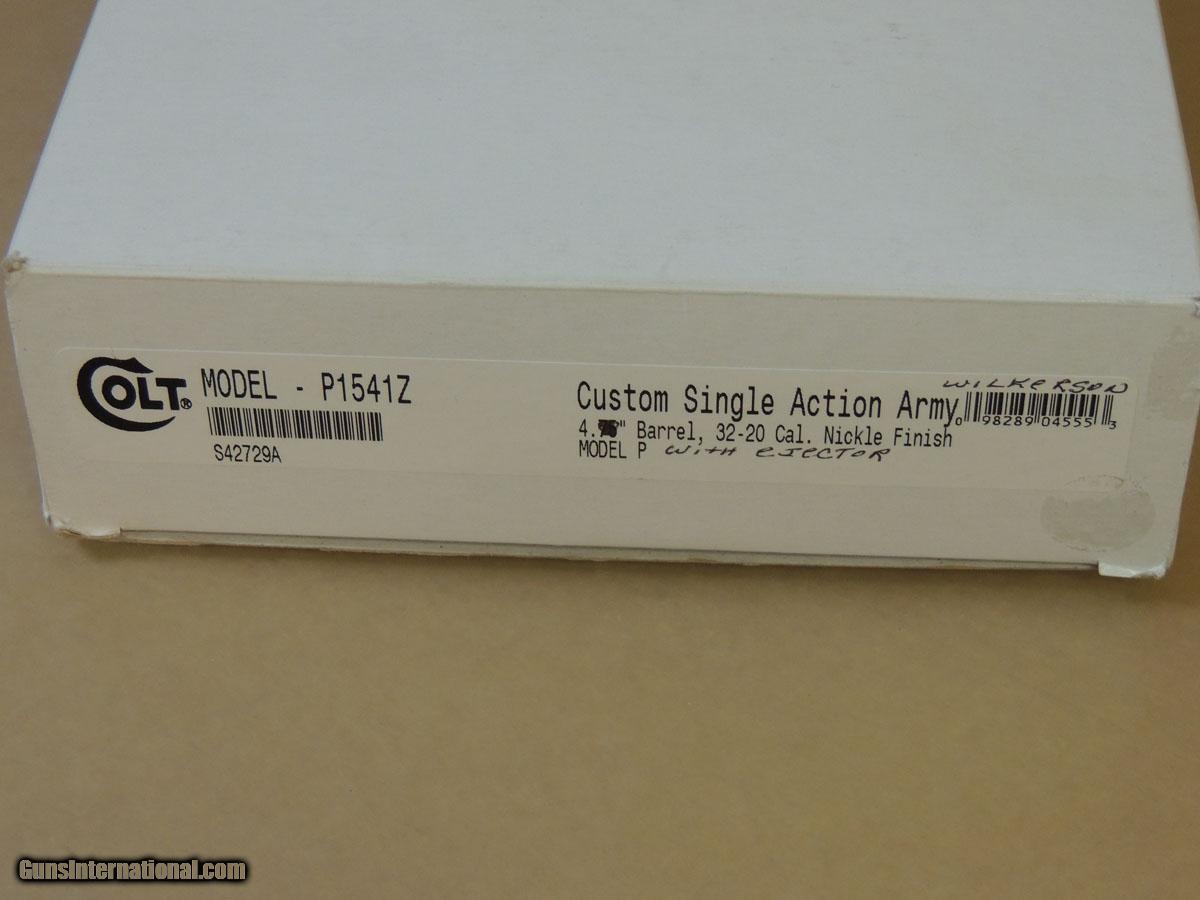 COLT®
MODEL - P1541Z
S42729A
WILKERSON
Custom Single Action Army
0 98289 04555 3
Barrel, 32-20 Cal. Nickle Finish
MODEL P with EJECTOR
GunsInternational.com